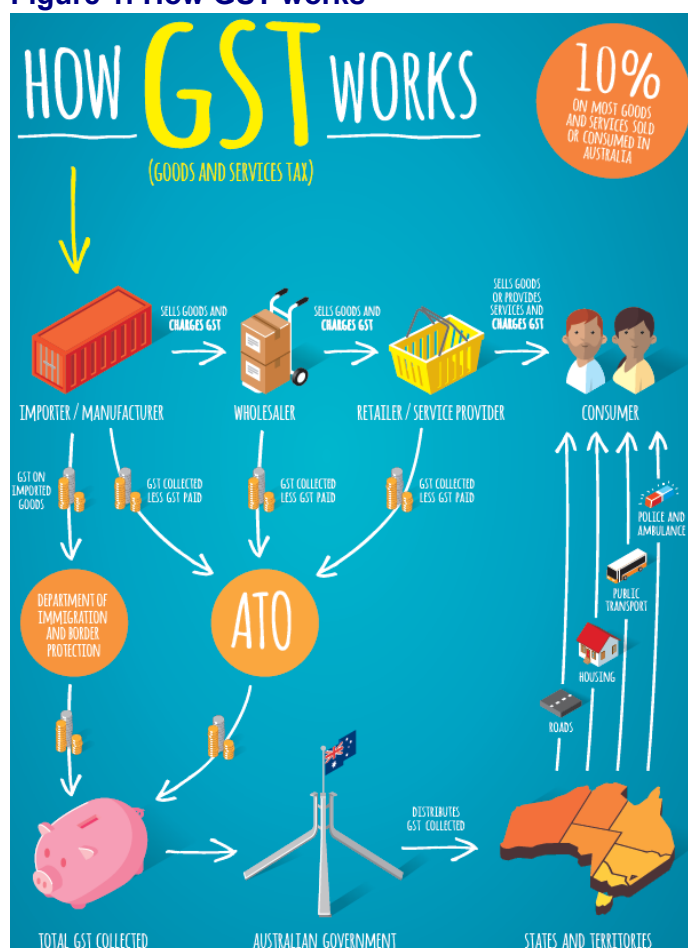 Figure 1: How GST works
HOW GST WORKS
(GOODS AND SERVICES TAX)
10%
ON MOST GOODS
AND SERVICES SOLD
OR CONSUMED IN
AUSTRALIA
SELLS GOODS AND
CHARGES GST
SELLS GOODS AND
CHARGES GST
SELLS GOODS
OR PROVIDES
SERVICES AND
CHARGES GST
IMPORTER / MANUFACTURER
WHOLESALER
RETAILER / SERVICE PROVIDER
CONSUMER
GST ON
IMPORTED
GOODS
GST COLLECTED
LESS GST PAID
GST COLLECTED
LESS GST PAID
GST COLLECTED
LESS GST PAID
POLICE AND
AMBULANCE
PUBLIC
TRANSPORT
HOUSING
ROADS
DEPARTMENT OF
IMMIGRATION
AND BORDER
PROTECTION
ATO
DISTRIBUTES
GST COLLECTED
TOTAL GST COLLECTED
AUSTRALIAN GOVERNMENT
STATES AND TERRITORIES